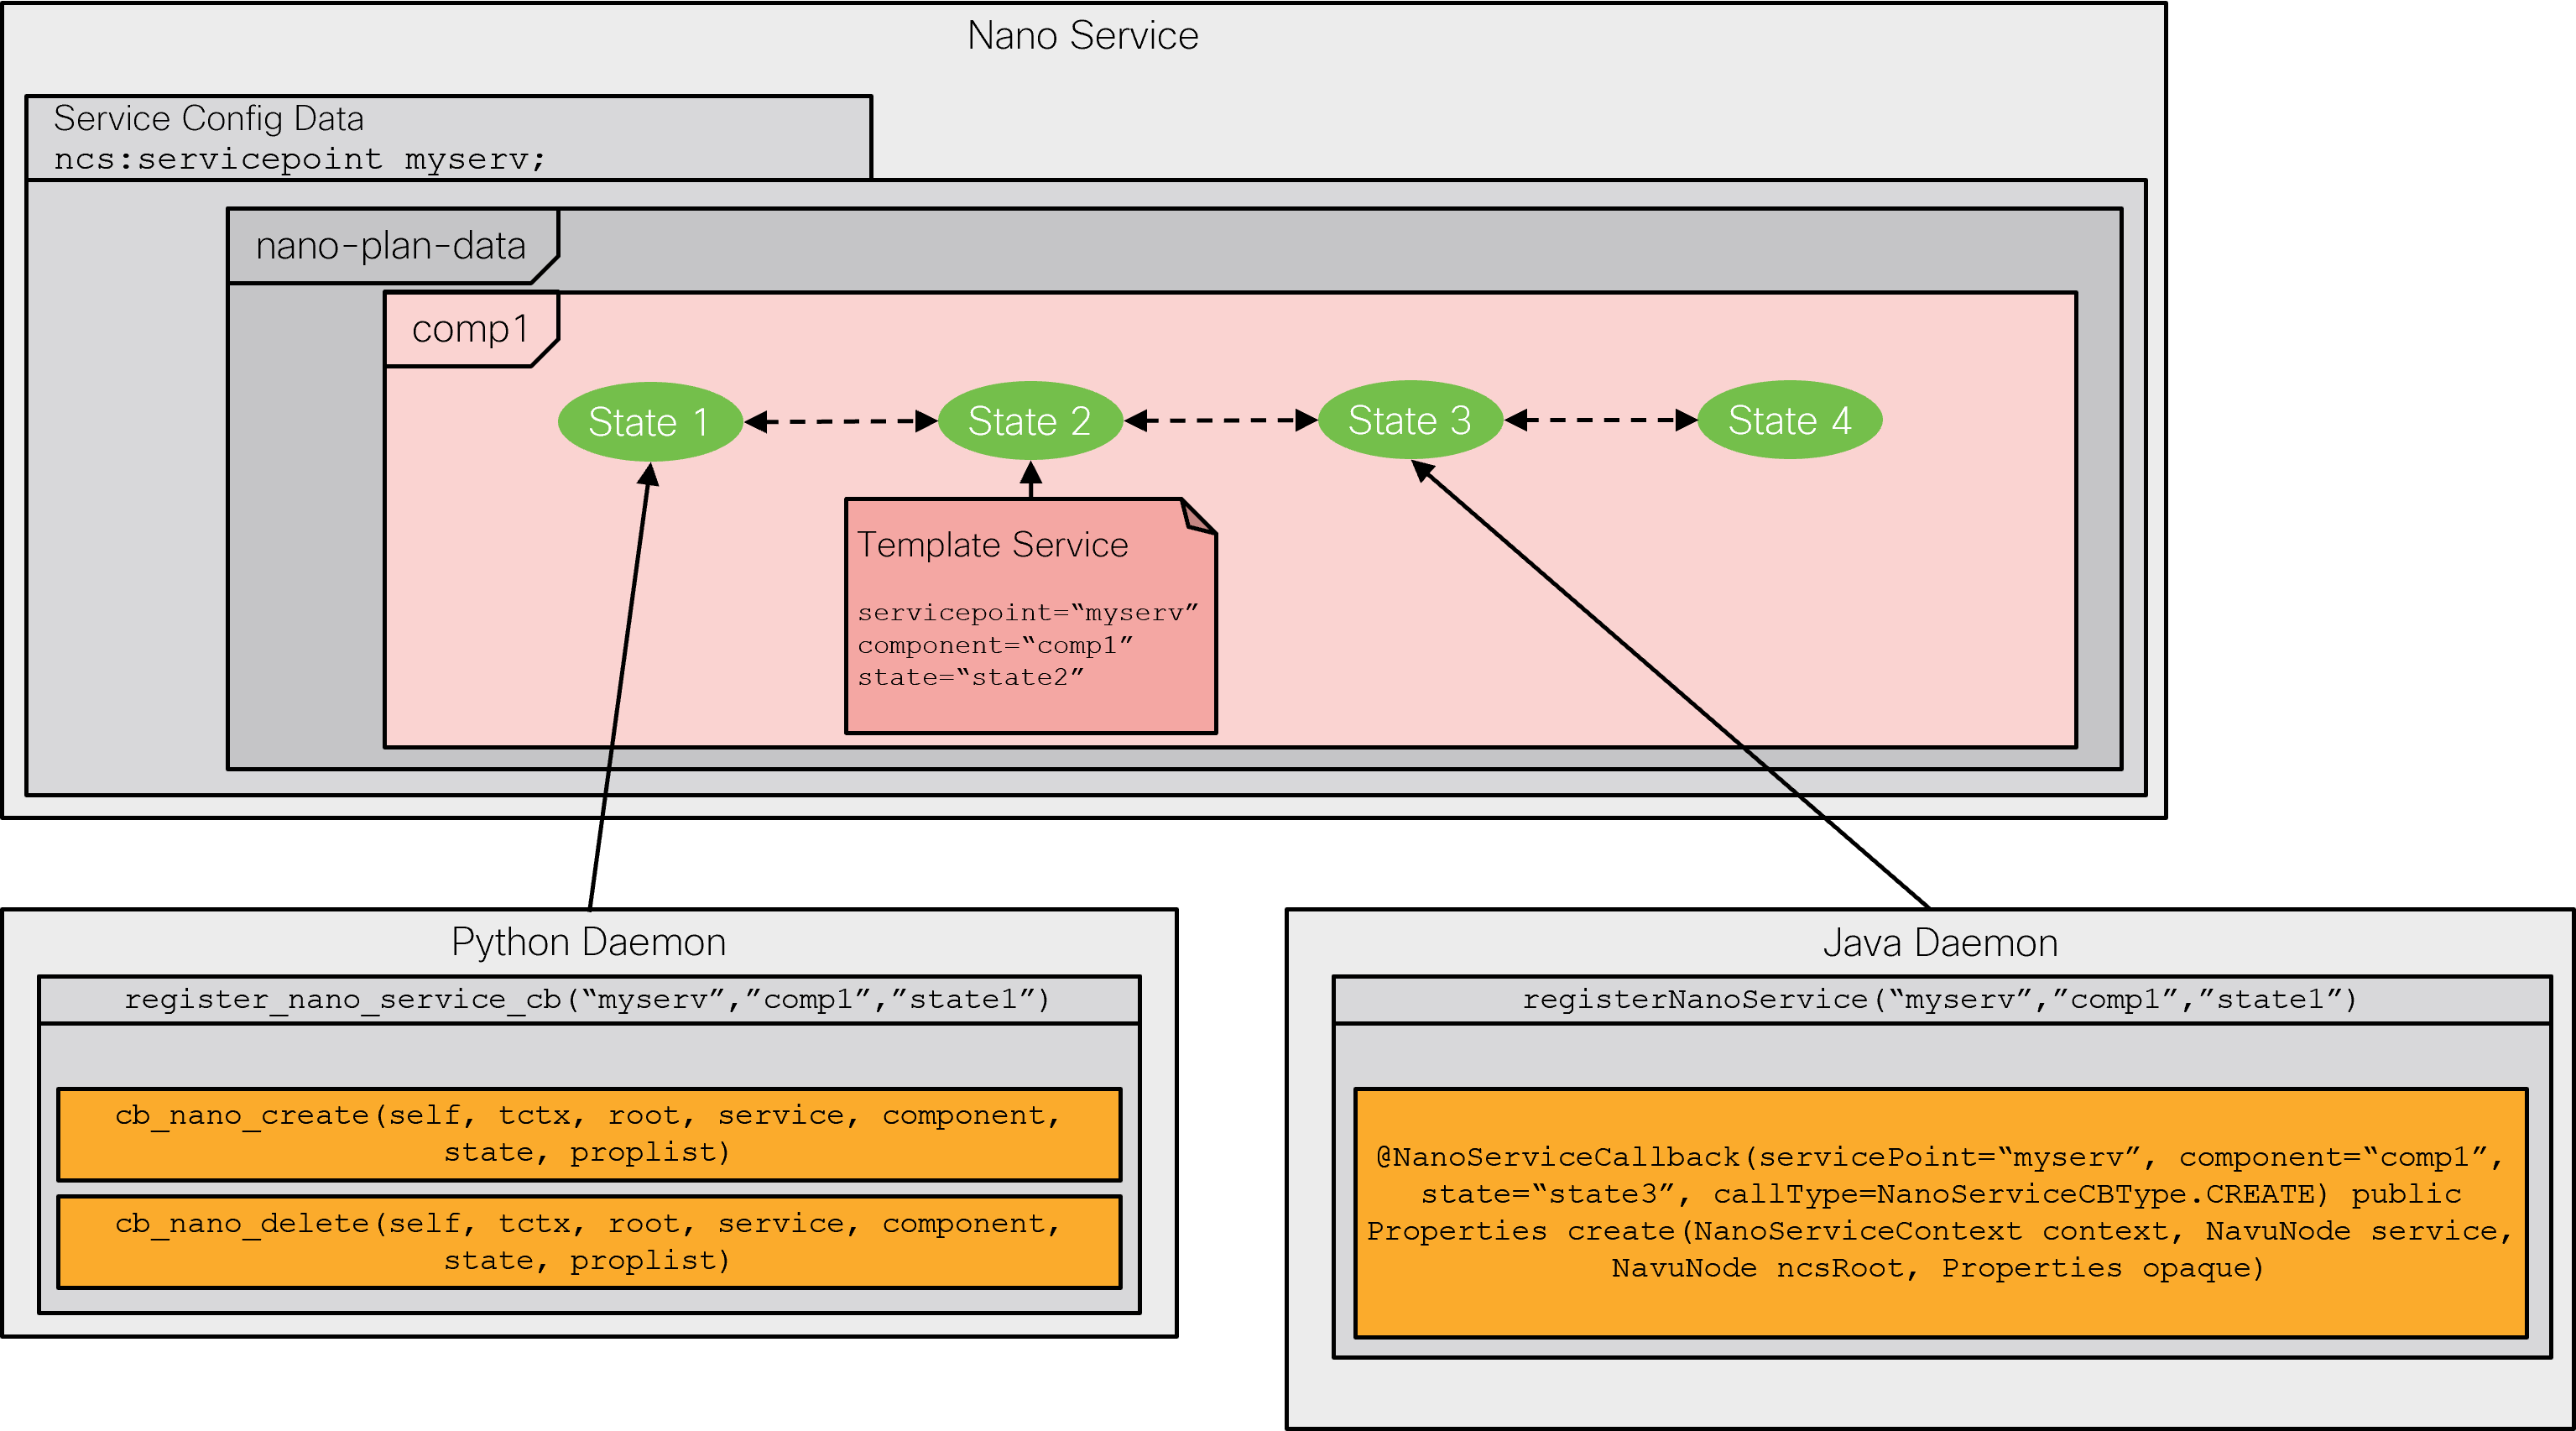 Nano Service
Service Config Data
ncs:servicepoint myserv;
nano-plan-data
comp1
State 1
State 2
State 3
State 4
Template Service
servicepoint=“myserv”
component=“comp1”
state=“state2”
Python Daemon
register_nano_service_cb(“myserv”,”comp1”,”state1”)
cb_nano_create(self, tctx, root, service, component,
state, proplist)
cb_nano_delete(self, tctx, root, service, component,
state, proplist)
Java Daemon
registerNanoService(“myserv”,”comp1”,”state1”)
@NanoServiceCallback(servicePoint=“myserv”, component=“comp1”,
state=“state3”, callType=NanoServiceCBType.CREATE) public
Properties create(NanoServiceContext context, NavuNode service,
NavuNode ncsRoot, Properties opaque)